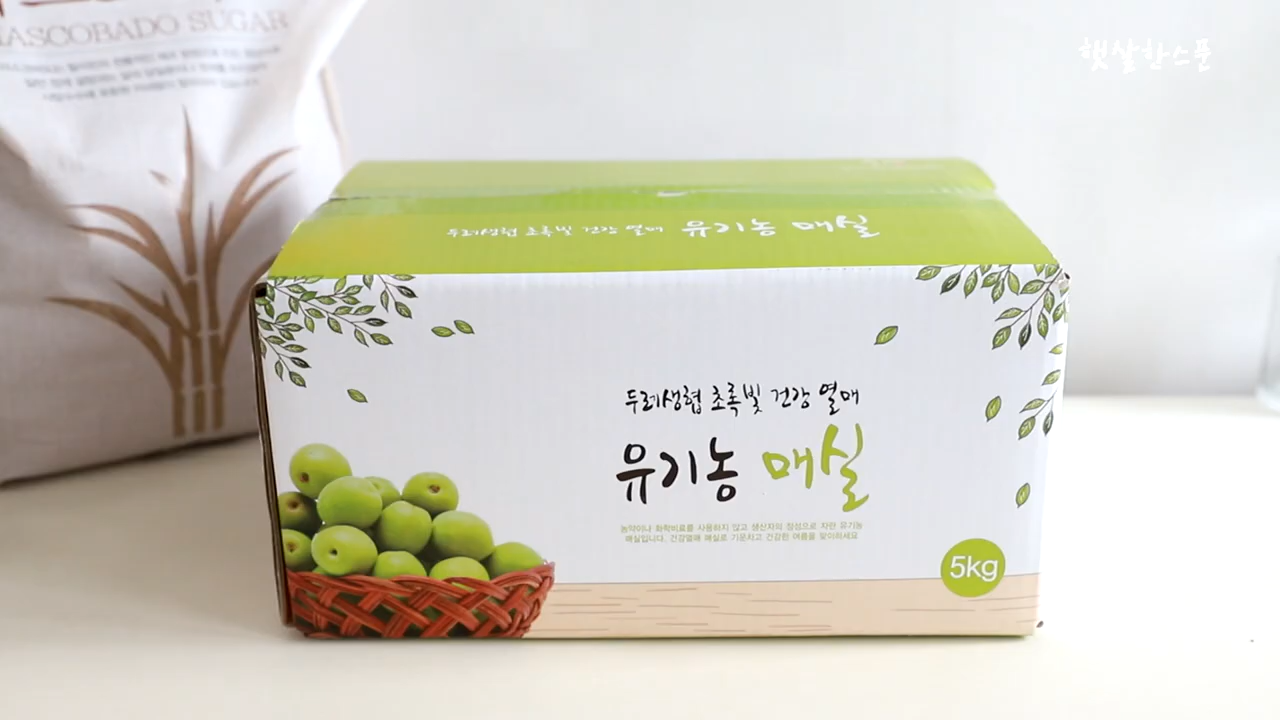 MASCOBADO SUGAR
햇살한스푼
두레생협 초록빛 건강 열매 유기농 매실
두레생협 초록빛 건강 열매
유기농 매실
농약이나 화학비료를 사용하지 않고 생산자의 정성으로 자란 유기농
매실입니다. 건강열매 매실로 기운차고 건강한 여름을 맞이하세요
5kg